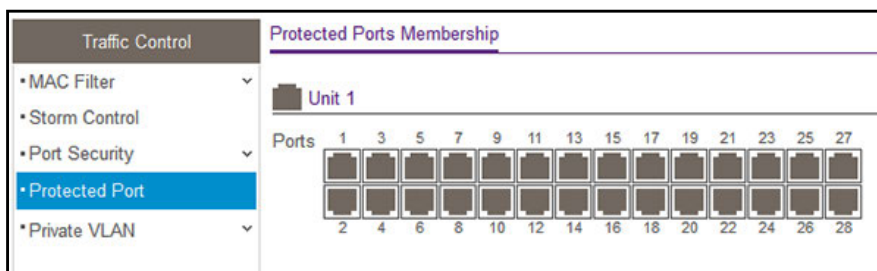 Traffic Control
• MAC Filter
• Storm Control
• Port Security
• Protected Port
• Private VLAN
Protected Ports Membership
Unit 1
Ports 1 3 5 7 9 11 13 15 17 19 21 23 25 27
2 4 6 8 10 12 14 16 18 20 22 24 26 28